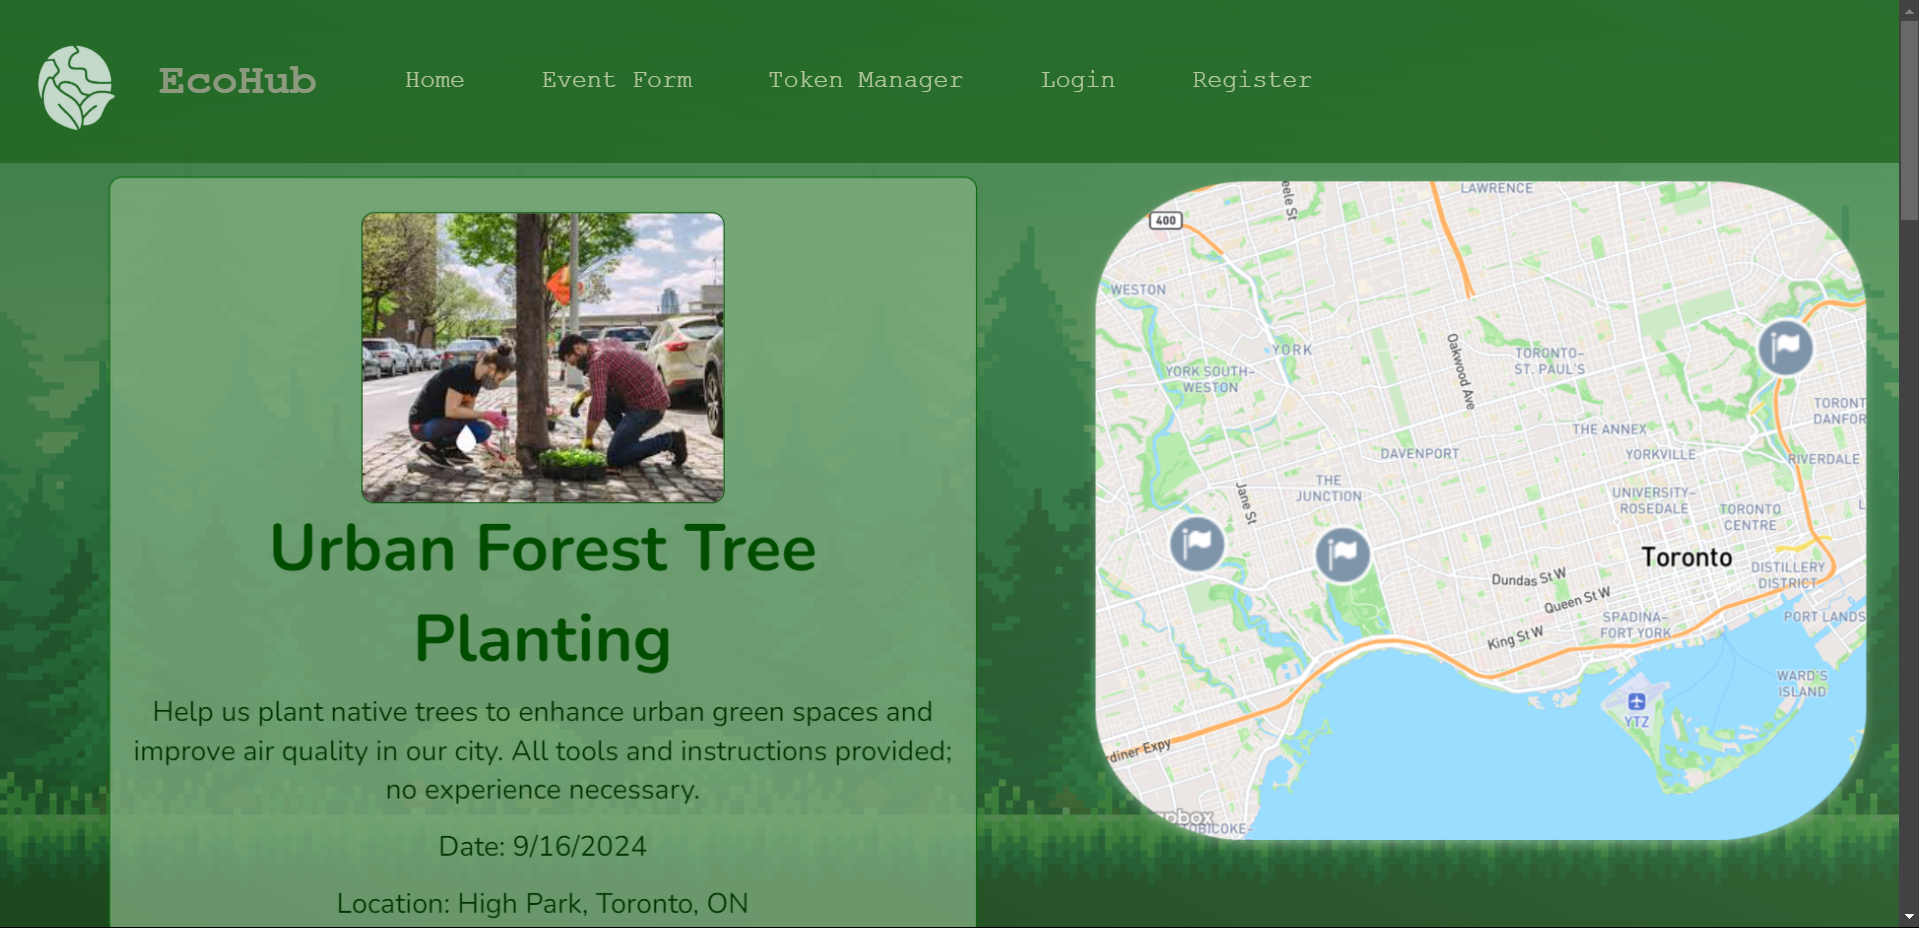 EcoHub
Home
Event Form
Token Manager
Login
Register
Urban Forest Tree
Planting
Help us plant native trees to enhance urban green spaces and
improve air quality in our city. All tools and instructions provided;
no experience necessary.
Date: 9/16/2024
Location: High Park, Toronto, ON
LAWRENCE
eele St
400
WESTON
YORK
Oakwood Ave
TORONTO-
ST. PAUL'S
YORK SOUTH-
WESTON
TORONT
DANFOR
THE ANNEX
DAVENPORT
YORKVILLE
RIVERDALE
THE
JUNCTION
Jane St
UNIVERSITY-
ROSEDALE
TORONTO
CENTRE
L
Toronto
DISTILLERY
DISTRICT
Dundas St W
Queen St W
SPADINA-
FORT YORK
PORT LANDS
King St W
WARD'S
ISLAND
YTZ
diner Expy
pbox
OBICOKE-